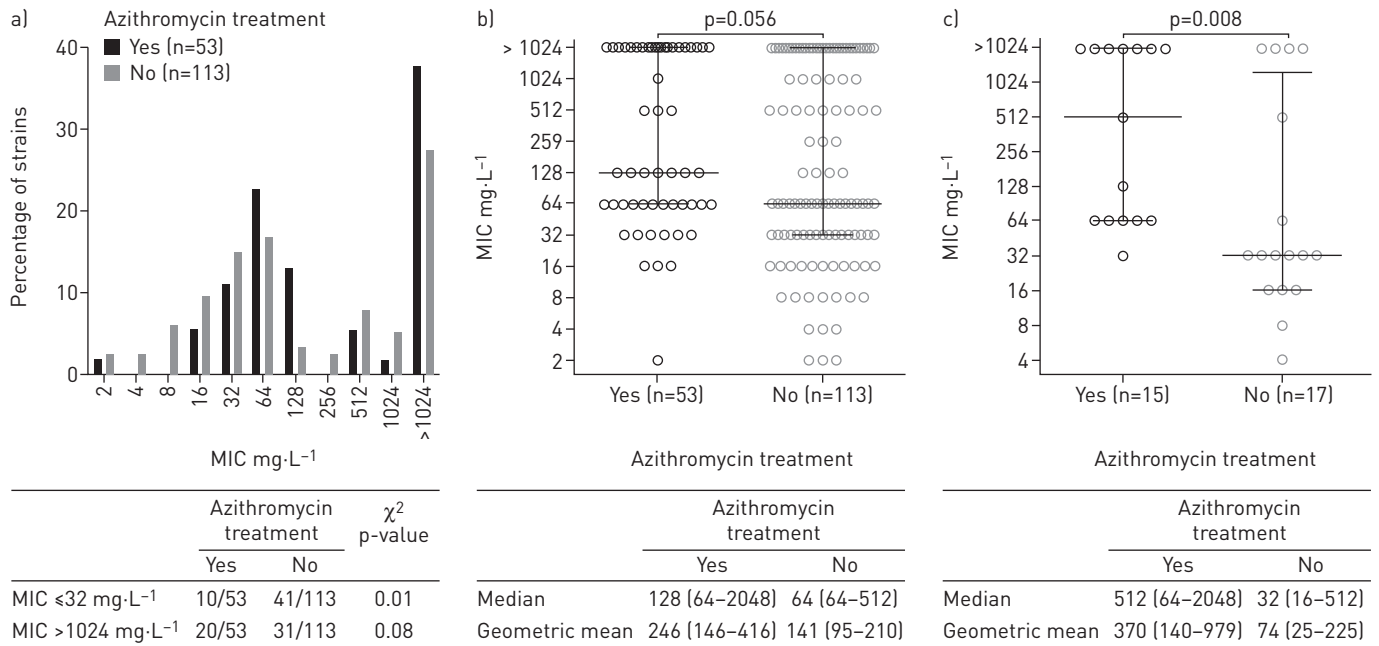 a)
Azithromycin treatment
Yes (n=53)
No (n=113)
Percentage of strains
40
30
20
10
0
2
4
8
16
32
64
128
256
512
1024
>1024
MIC mg·L⁻¹
Azithromycin treatment
χ² p-value
Yes No
MIC ≤32 mg·L⁻¹ 10/53 41/113 0.01
MIC >1024 mg·L⁻¹ 20/53 31/113 0.08
b)
p=0.056
MIC mg·L⁻¹
> 1024
1024
512
259
128
64
32
16
8
4
2
Yes (n=53) No (n=113)
Azithromycin treatment
Azithromycin
treatment
Yes No
Median 128 (64–2048) 64 (64–512)
Geometric mean 246 (146–416) 141 (95–210)
c)
p=0.008
MIC mg·L⁻¹
>1024
1024
512
256
128
64
32
16
8
4
Yes (n=15) No (n=17)
Azithromycin treatment
Azithromycin
treatment
Yes No
Median 512 (64–2048) 32 (16–512)
Geometric mean 370 (140–979) 74 (25–225)